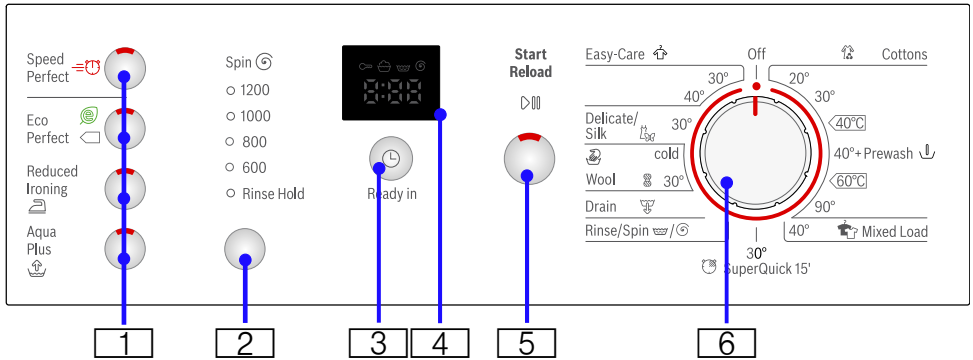 Speed
Perfect
Eco
Perfect
Reduced
Ironing
Aqua
Plus
Spin
1200
1000
800
600
Rinse Hold
8:88
Ready in
Start
Reload
Easy-Care
Off
Cottons
30°
20°
40°
30°
Delicate/
Silk
30°
40°C
cold
40°+Prewash
Wool
30°
60°C
Drain
90°
Rinse/Spin /
40°
Mixed Load
30°
SuperQuick 15'
1
2
3
4
5
6